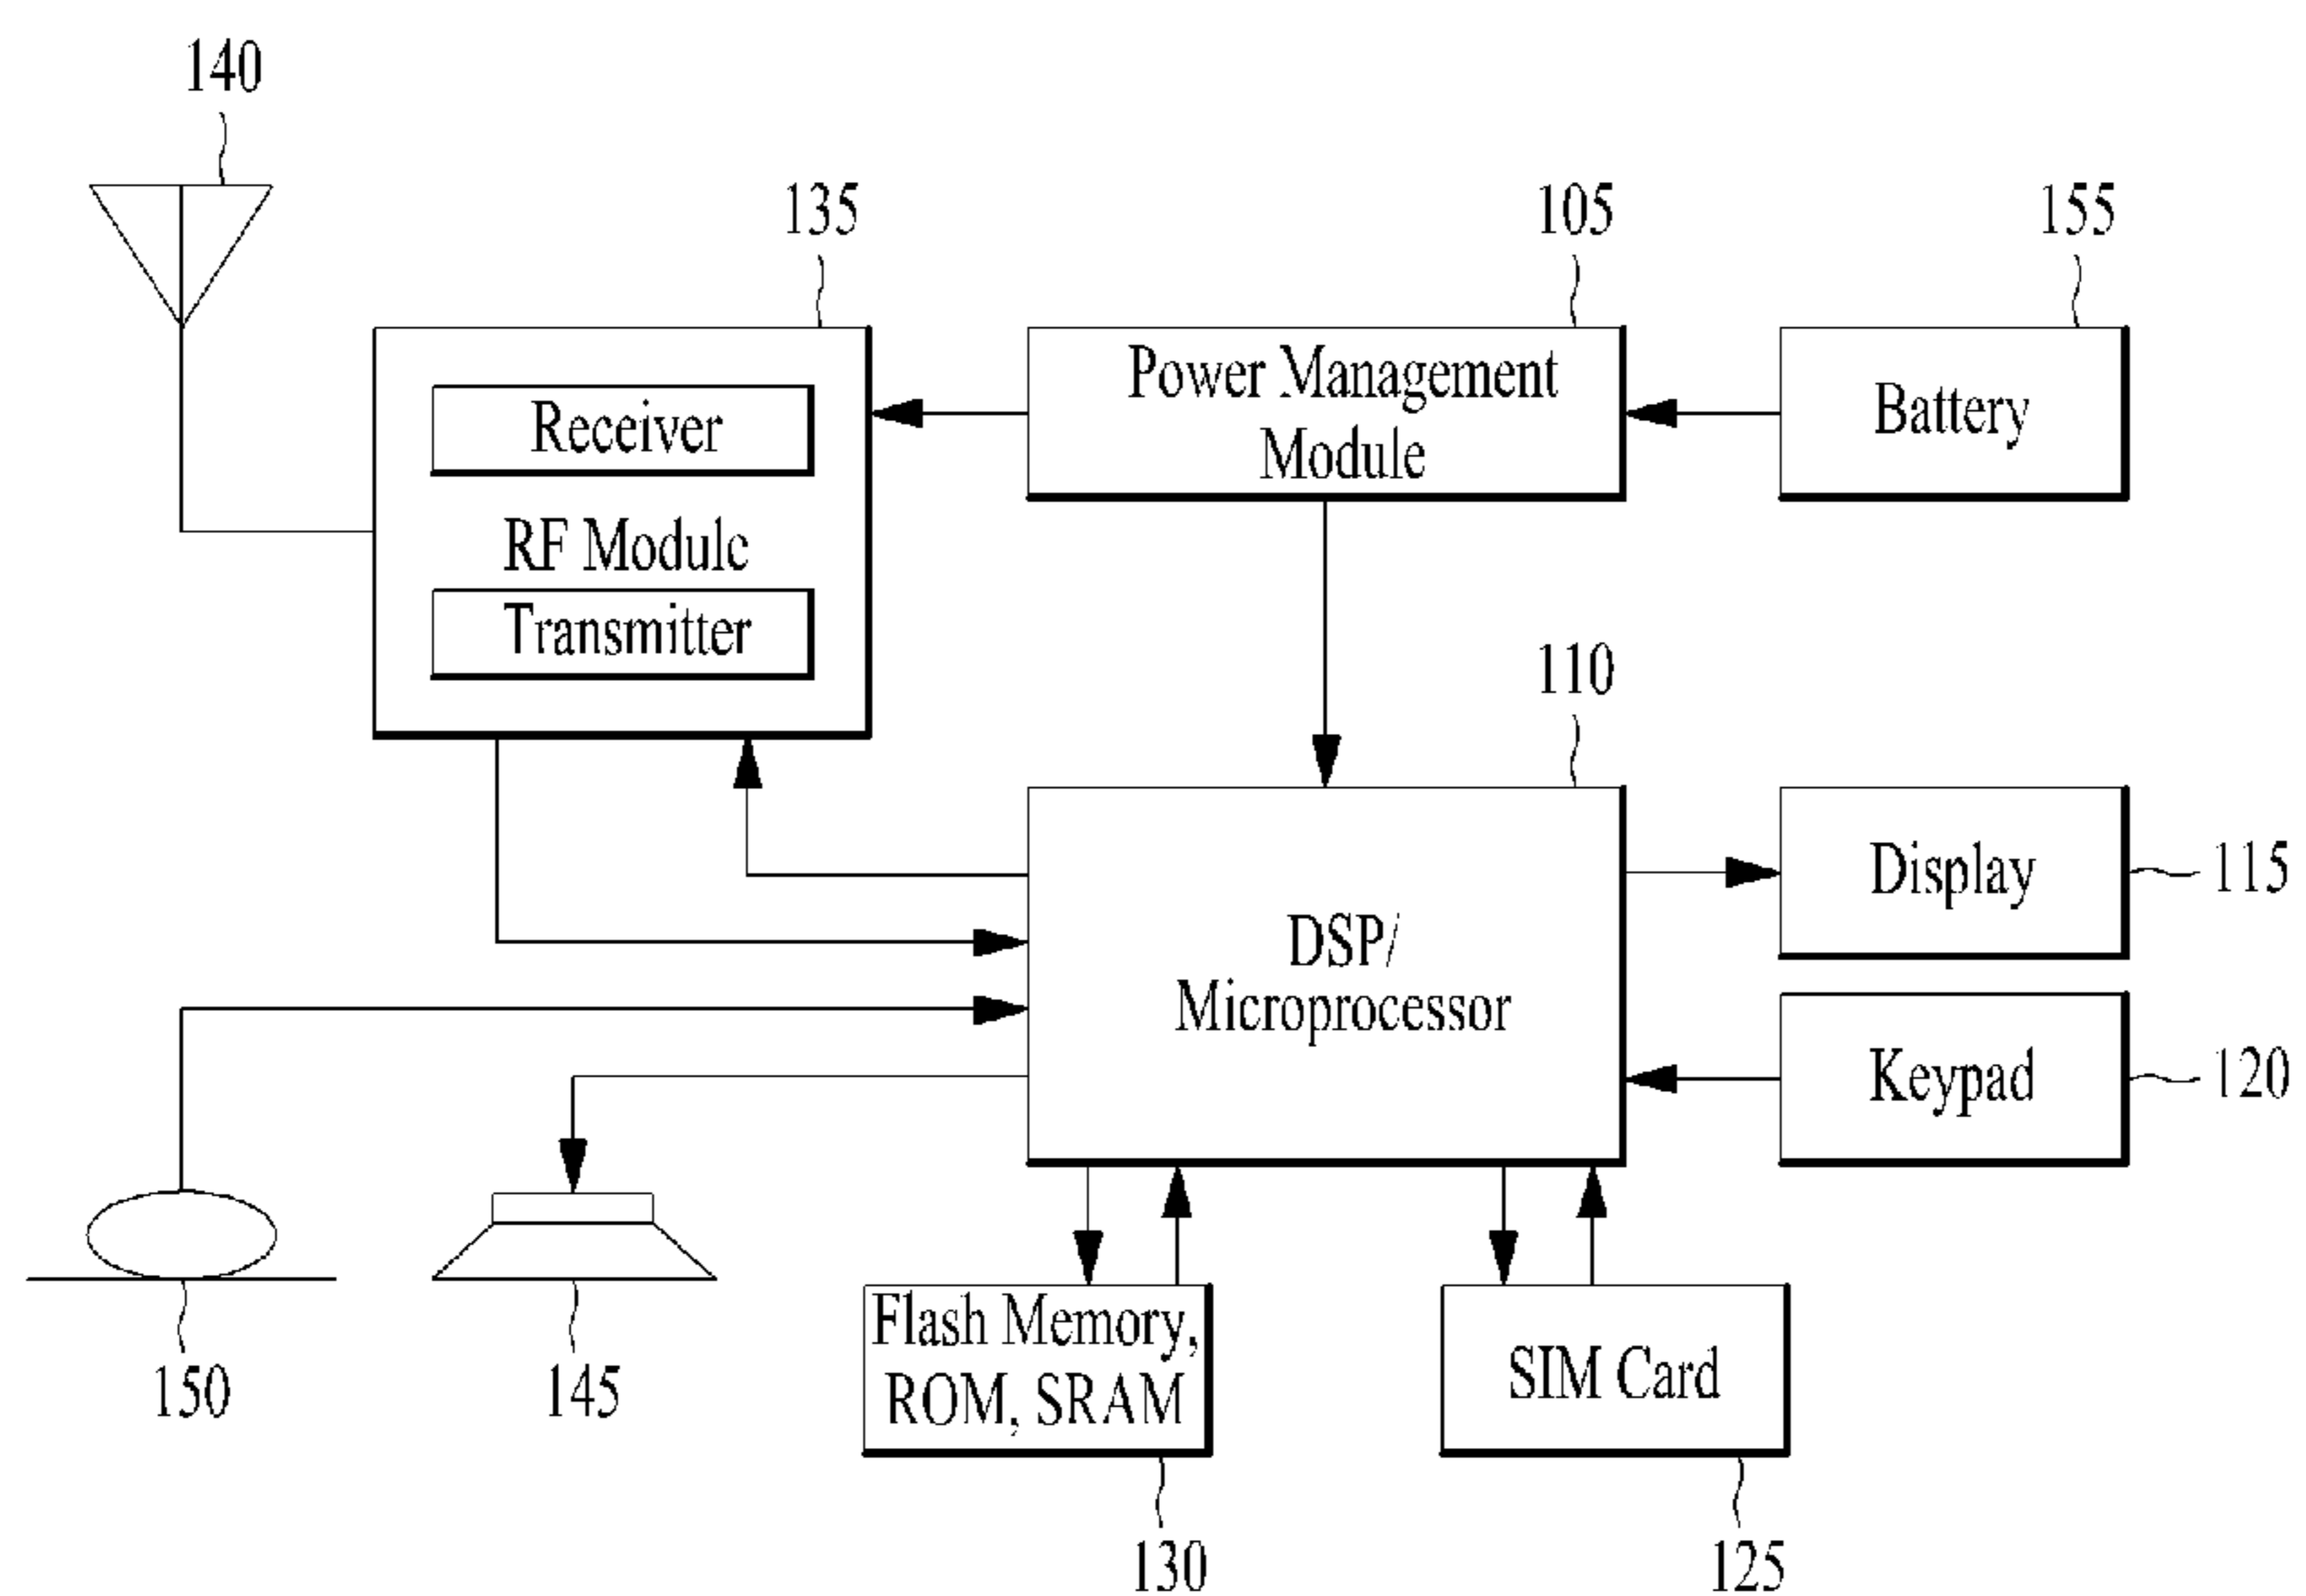 140
135
105
155
Receiver
RF Module
Transmitter
Power Management
Module
Battery
110
DSP/
Microprocessor
Display
115
Keypad
120
150
145
Flash Memory,
ROM, SRAM
SIM Card
130
125